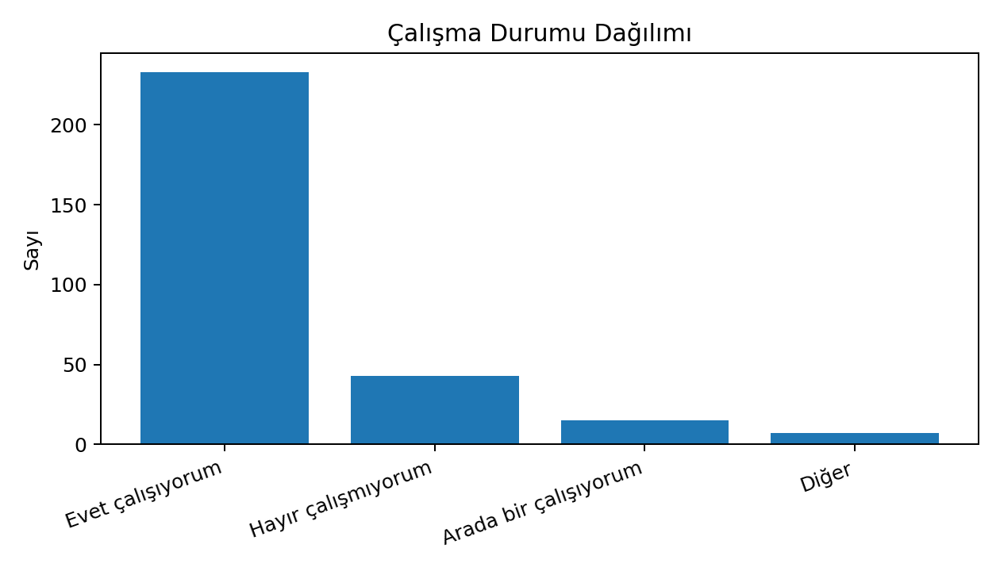 Çalışma Durumu Dağılımı
Sayı
200
150
100
50
0
Evet çalışıyorum
Hayır çalışmıyorum
Arada bir çalışıyorum
Diğer